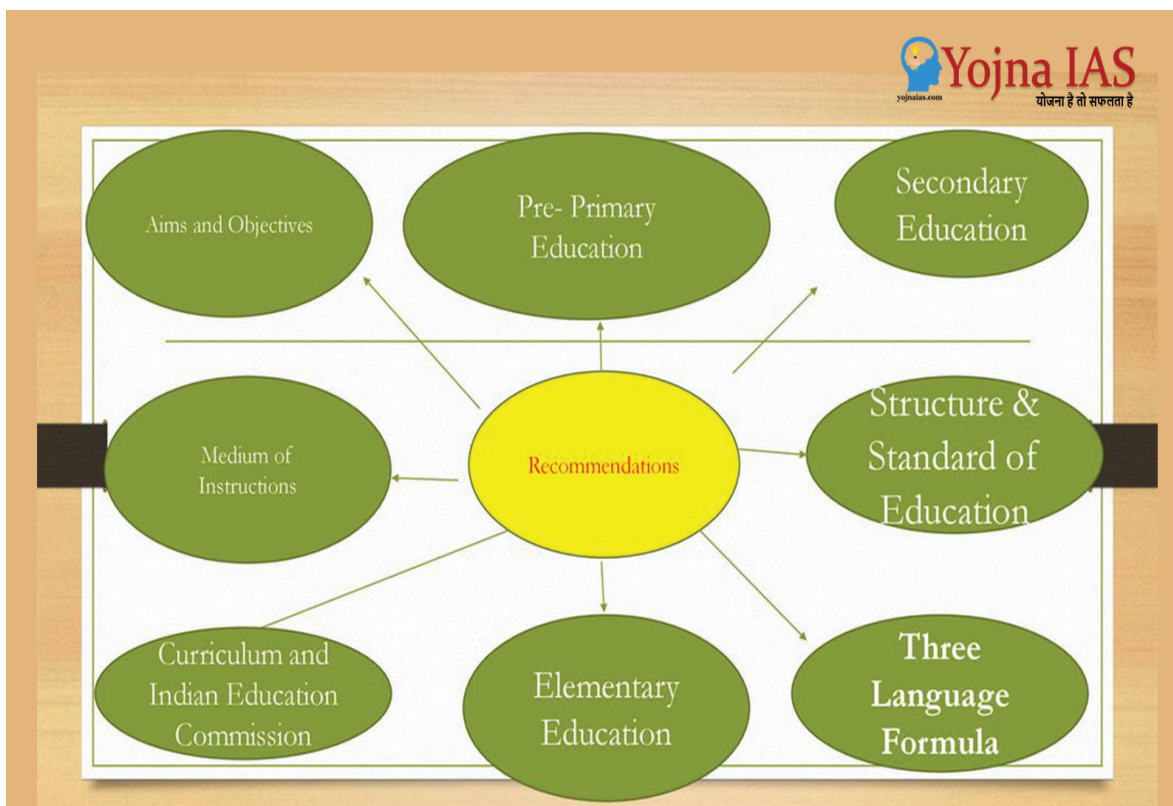 Yojna IAS
yojnaias.com
योजना है तो सफलता है
Aims and Objectives
Pre- Primary
Education
Secondary
Education
Medium of
Instructions
Recommendations
Structure &
Standard of
Education
Curriculum and
Indian Education
Commission
Elementary
Education
Three
Language
Formula